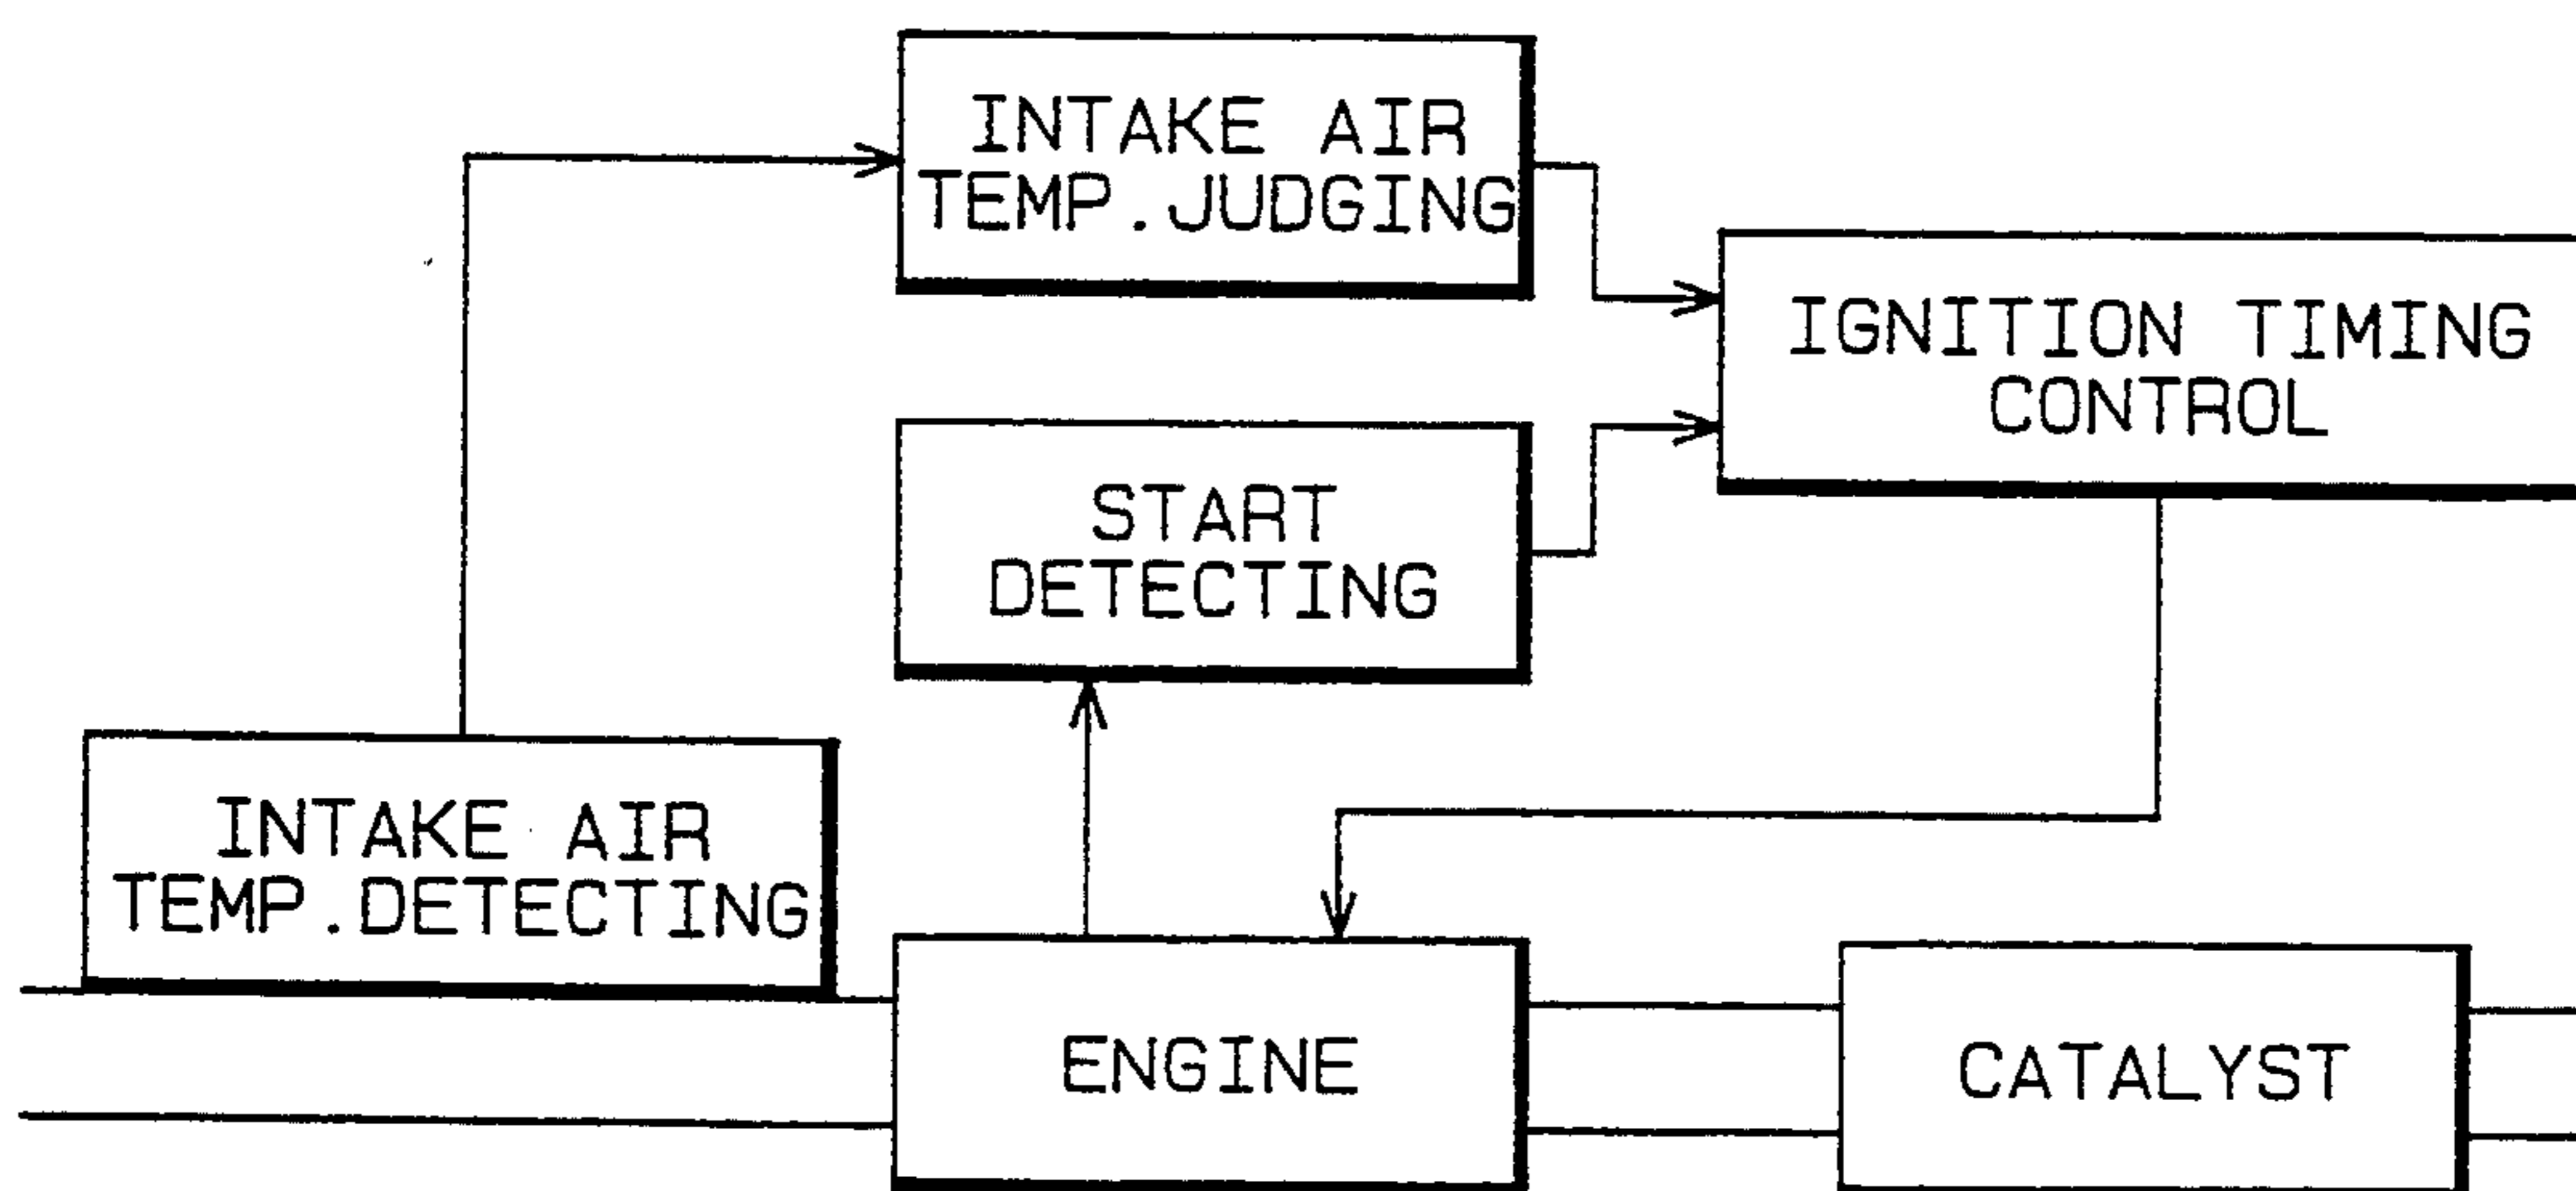 INTAKE AIR
TEMP.JUDGING
IGNITION TIMING
CONTROL
START
DETECTING
INTAKE AIR
TEMP.DETECTING
ENGINE
CATALYST